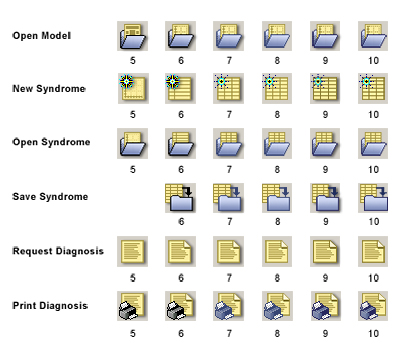 Open Model
5 6 7 8 9 10
New Syndrome
5 6 7 8 9 10
Open Syndrome
5 6 7 8 9 10
Save Syndrome
6 7 8 9 10
Request Diagnosis
5 6 7 8 9 10
Print Diagnosis
5 6 7 8 9 10